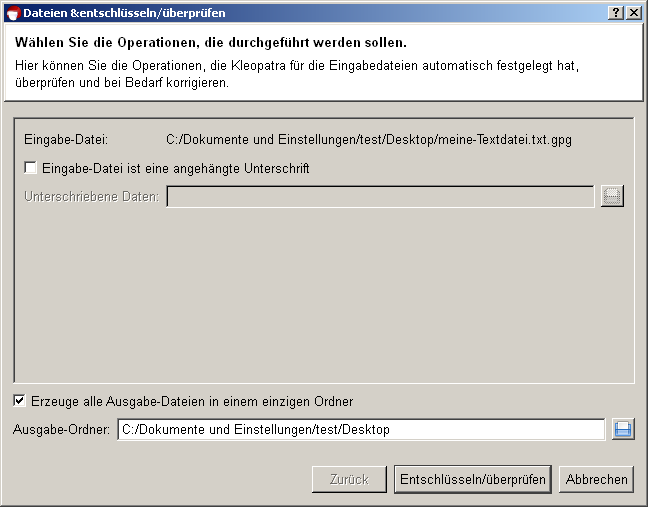 Dateien &entschlüsseln/überprüfen
Wählen Sie die Operationen, die durchgeführt werden sollen.
Hier können Sie die Operationen, die Kleopatra für die Eingabedateien automatisch festgelegt hat,
überprüfen und bei Bedarf korrigieren.
Eingabe-Datei: C:/Dokumente und Einstellungen/test/Desktop/meine-Textdatei.txt.gpg
Eingabe-Datei ist eine angehängte Unterschrift
Unterschriebene Daten:
Erzeuge alle Ausgabe-Dateien in einem einzigen Ordner
Ausgabe-Ordner: C:/Dokumente und Einstellungen/test/Desktop
Zurück Entschlüsseln/überprüfen Abbrechen